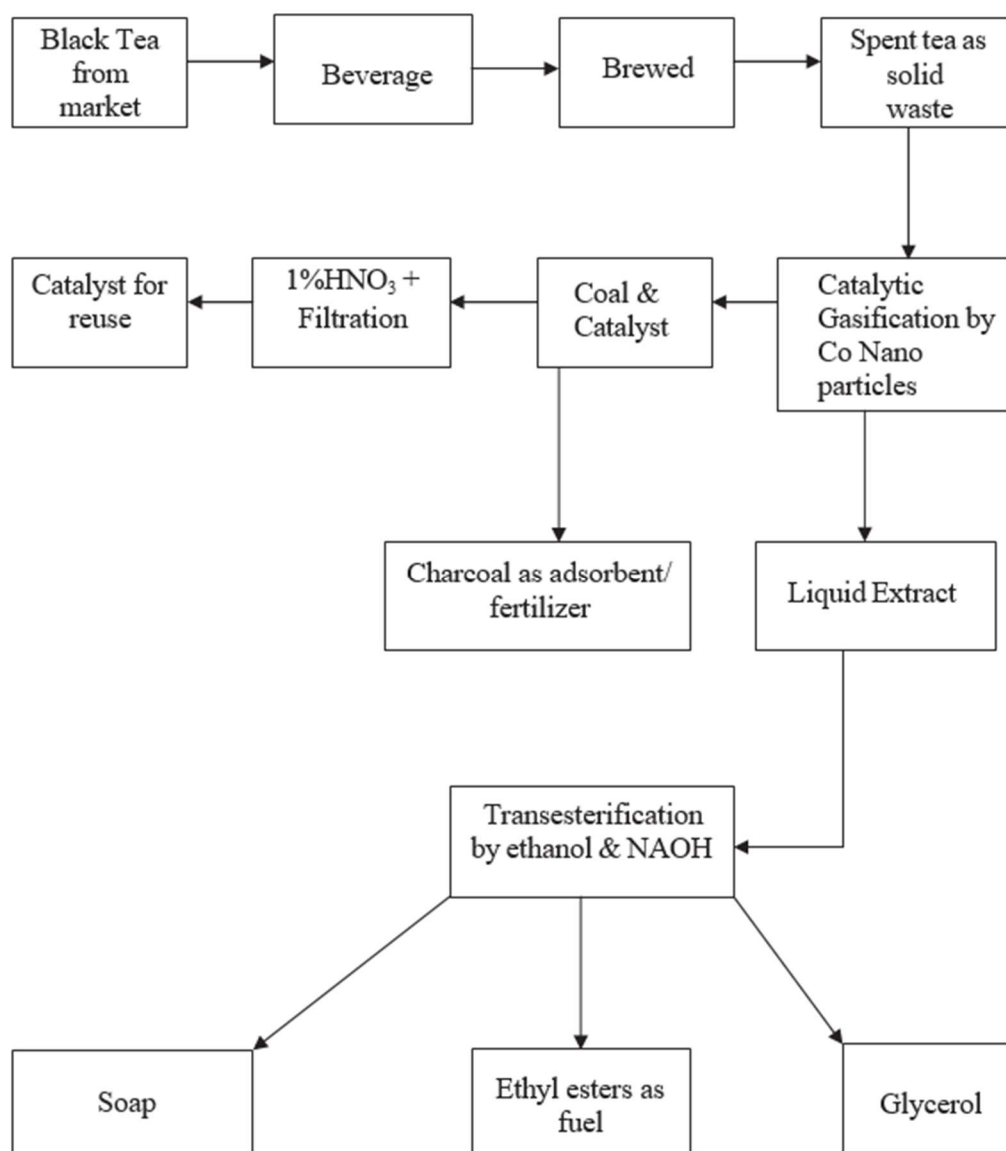 Black Tea
from
market
Beverage
Brewed
Spent tea as
solid
waste
Catalyst for
reuse
1%HNO₃ +
Filtration
Coal &
Catalyst
Catalytic
Gasification by
Co Nano
particles
Charcoal as adsorbent/
fertilizer
Liquid Extract
Transesterification
by ethanol & NAOH
Soap
Ethyl esters as
fuel
Glycerol